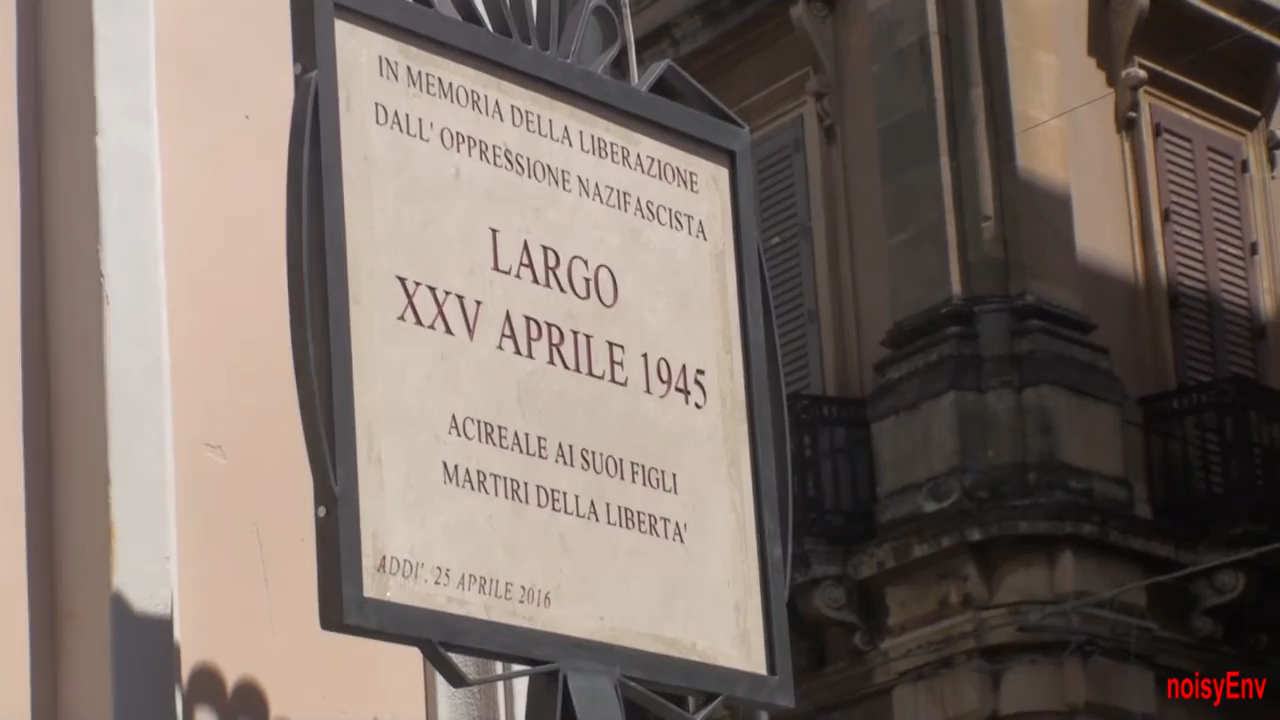 IN MEMORIA DELLA LIBERAZIONE
DALL' OPPRESSIONE NAZIFASCISTA
LARGO
XXV APRILE 1945
ACIREALE AI SUOI FIGLI
MARTIRI DELLA LIBERTA'
ADDI'. 25 APRILE 2016
noisyEnv